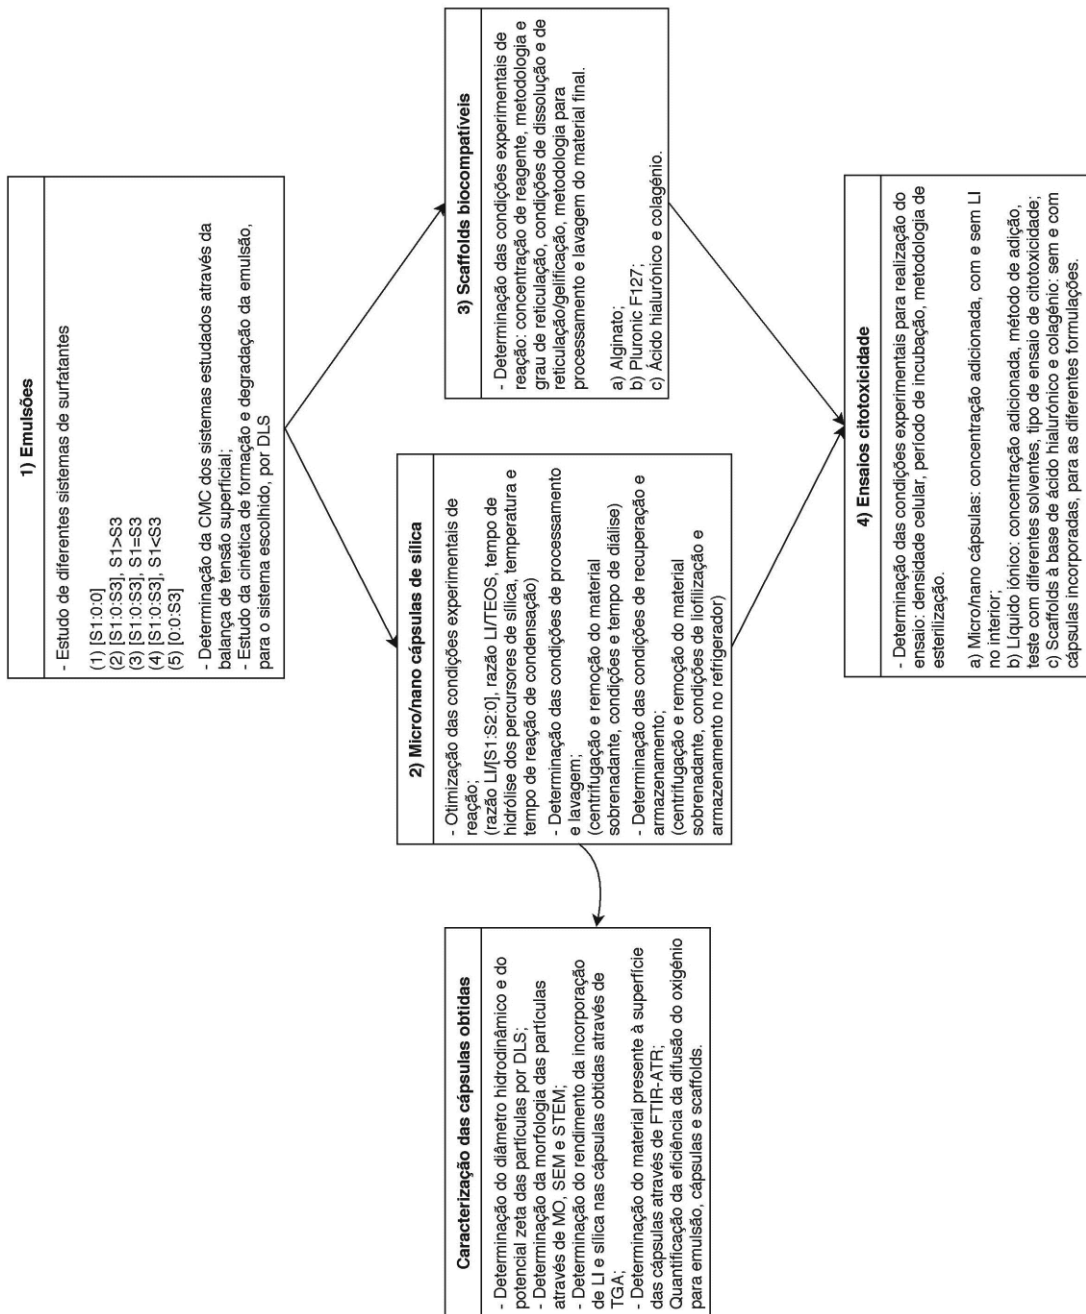 1) Emulsões
- Estudo de diferentes sistemas de surfatantes
(1) [S1:0:0]
(2) [S1:0:S3], S1>S3
(3) [S1:0:S3], S1=S3
(4) [S1:0:S3], S1<S3
(5) [0:0:S3]
- Determinação da CMC dos sistemas estudados através da
balança de tensão superficial;
- Estudo da cinética de formação e degradação da emulsão,
para o sistema escolhido, por DLS
2) Micro/nano cápsulas de sílica
- Otimização das condições experimentais de
reação;
(razão LI/[S1:S2:0], razão LI/TEOS, tempo de
hidrólise dos percursores de sílica, temperatura e
tempo de reação de condensação)
- Determinação das condições de processamento
e lavagem;
(centrifugação e remoção do material
sobrenadante, condições e tempo de diálise)
- Determinação das condições de recuperação e
armazenamento;
(centrifugação e remoção do material
sobrenadante, condições de liofilização e
armazenamento no refrigerador)
3) Scaffolds biocompatíveis
- Determinação das condições experimentais de
reação: concentração de reagente, metodologia e
grau de reticulação, condições de dissolução e de
reticulação/gelificação, metodologia para
processamento e lavagem do material final.
a) Alginato;
b) Pluronic F127;
c) Ácido hialurónico e colagénio.
Caracterização das cápsulas obtidas
- Determinação do diâmetro hidrodinâmico e do
potencial zeta das partículas por DLS;
- Determinação da morfologia das partículas
através de MO, SEM e STEM;
- Determinação do rendimento da incorporação
de LI e sílica nas cápsulas obtidas através de
TGA;
- Determinação do material presente à superfície
das cápsulas através de FTIR-ATR;
Quantificação da eficiência da difusão do oxigénio
para emulsão, cápsulas e scaffolds.
4) Ensaios citotoxicidade
- Determinação das condições experimentais para realização do
ensaio: densidade celular, período de incubação, metodologia de
esterilização.
a) Micro/nano cápsulas: concentração adicionada, com e sem LI
no interior;
b) Líquido iónico: concentração adicionada, método de adição,
teste com diferentes solventes, tipo de ensaio de citotoxicidade;
c) Scaffolds à base de ácido hialurónico e colagénio: sem e com
cápsulas incorporadas, para as diferentes formulações.